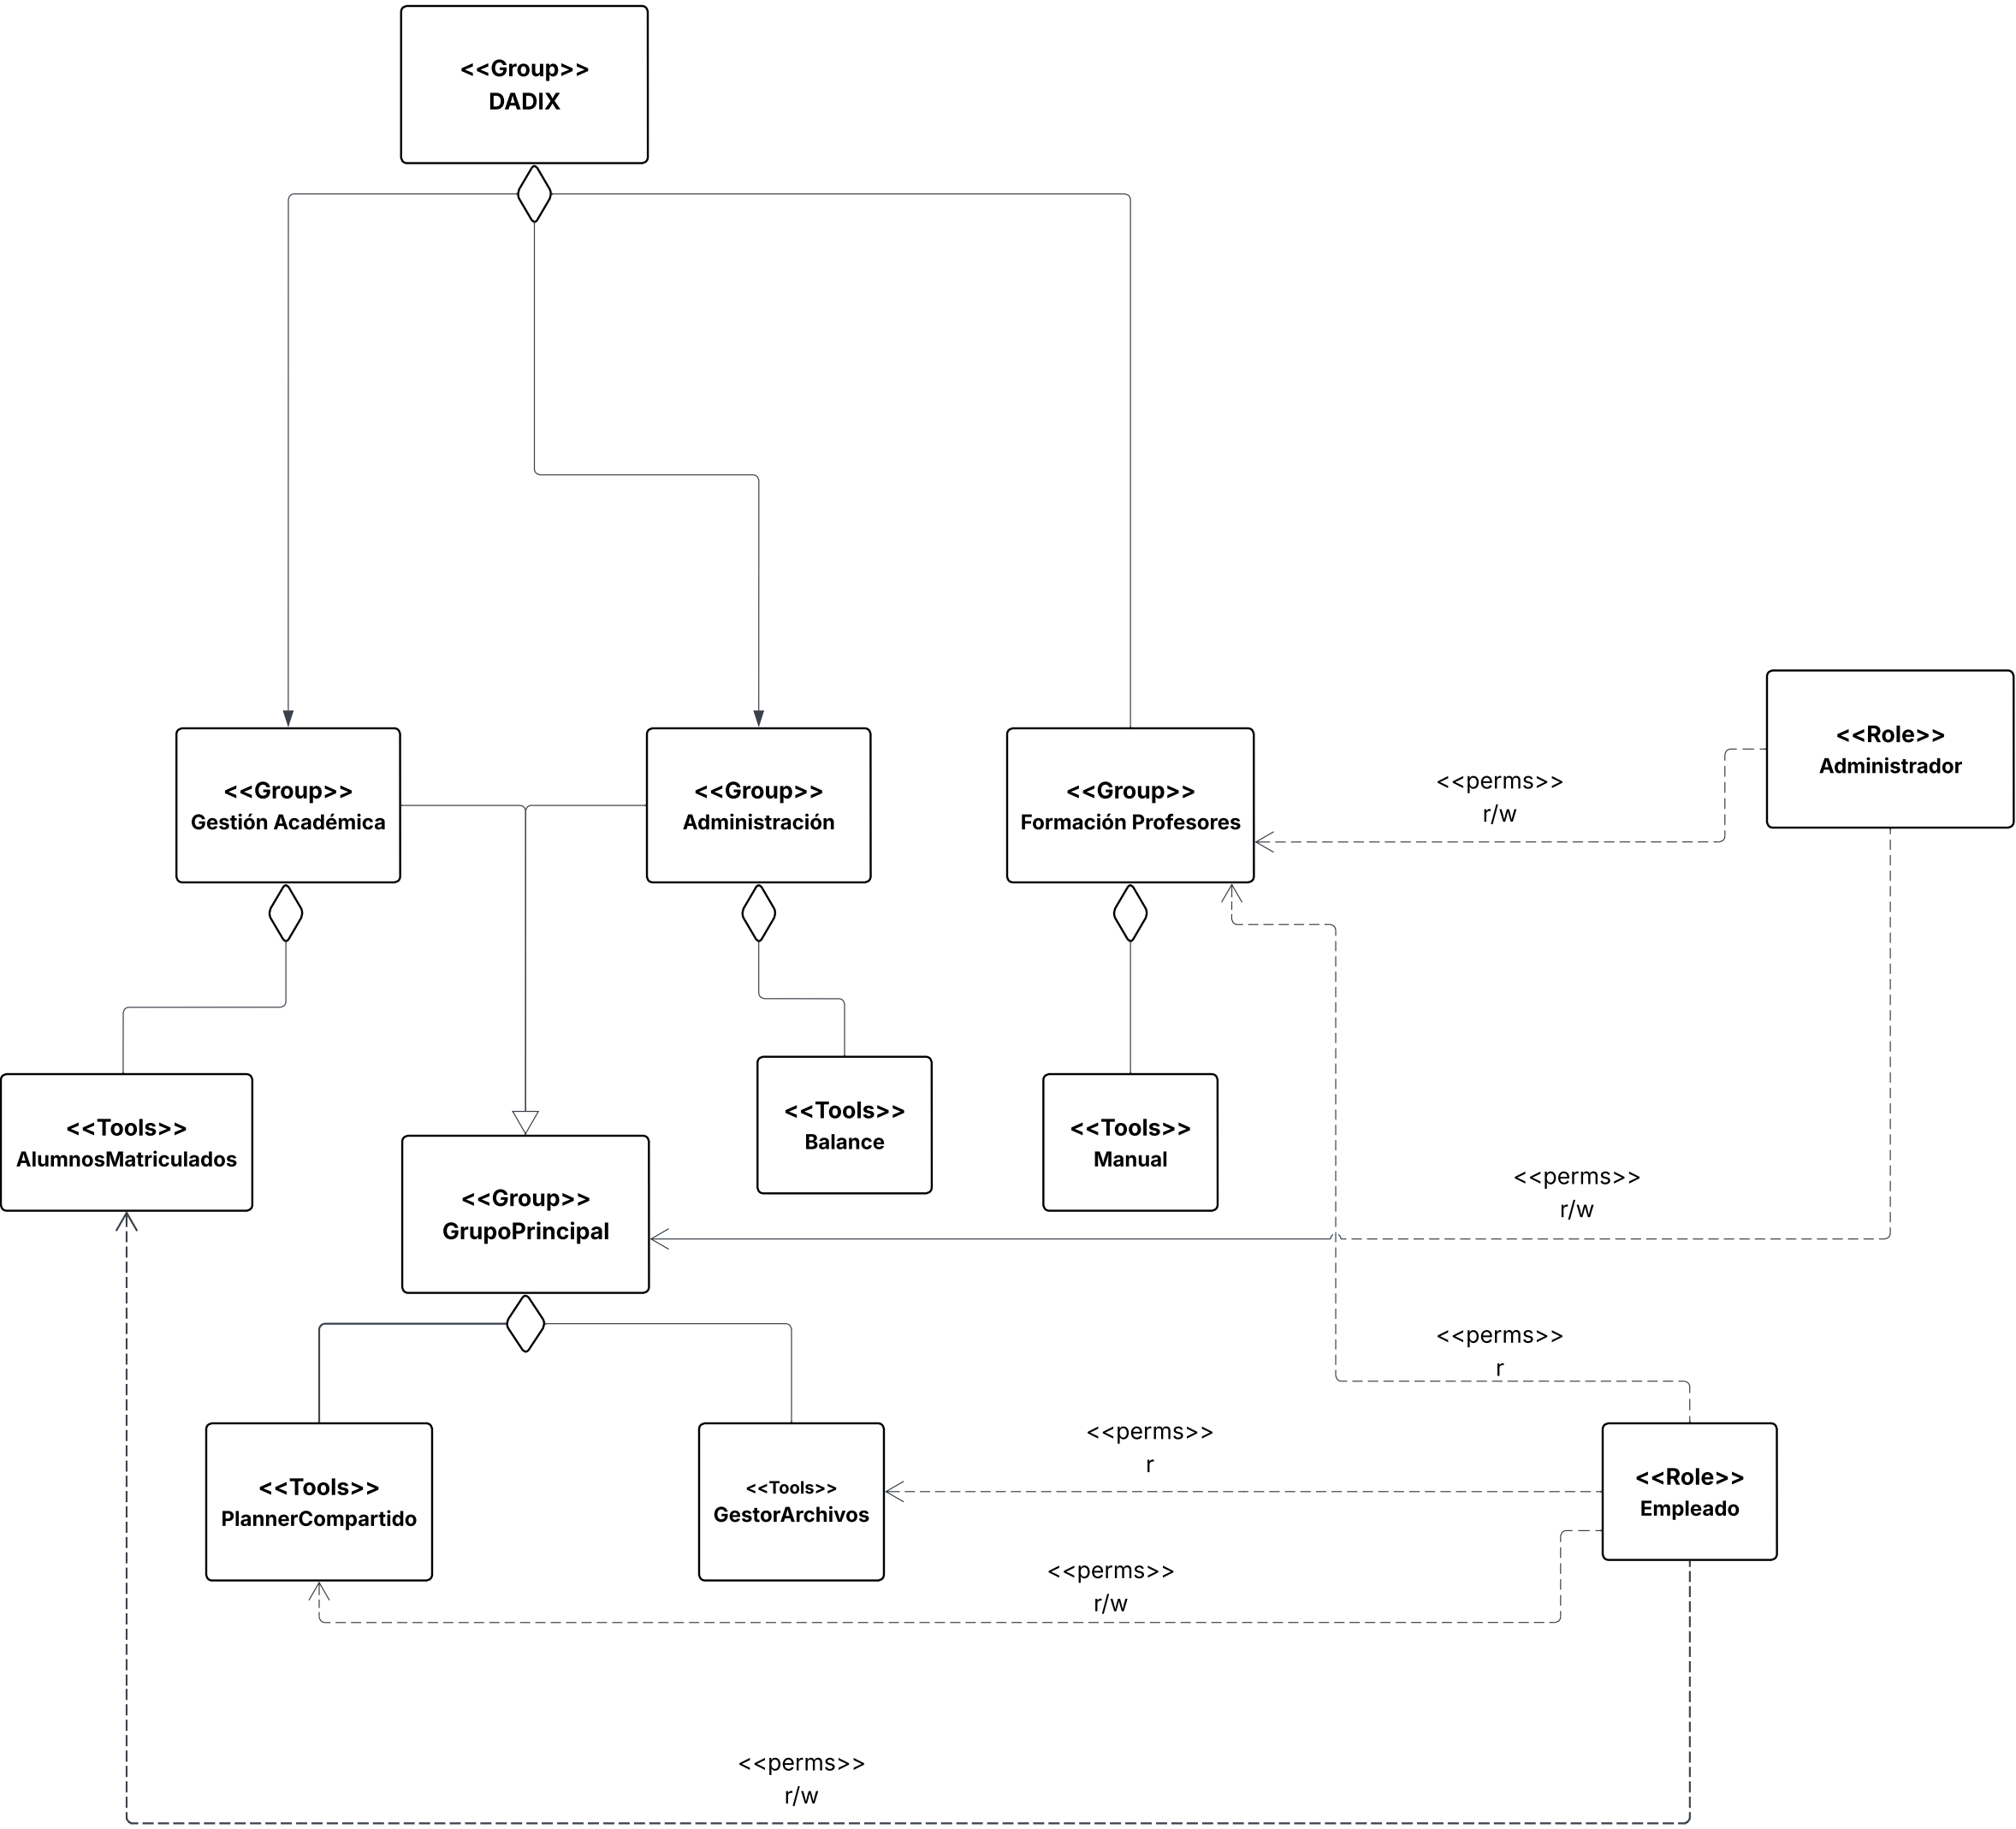 <<Group>>
DADIX
<<Group>>
Gestión Académica
<<Group>>
Administración
<<Group>>
Formación Profesores
<<perms>>
r/w
<<Role>>
Administrador
<<Tools>>
AlumnosMatriculados
<<Group>>
GrupoPrincipal
<<Tools>>
Balance
<<Tools>>
Manual
<<perms>>
r/w
<<perms>>
r
<<Tools>>
PlannerCompartido
<<Tools>>
GestorArchivos
<<perms>>
r
<<Role>>
Empleado
<<perms>>
r/w
<<perms>>
r/w